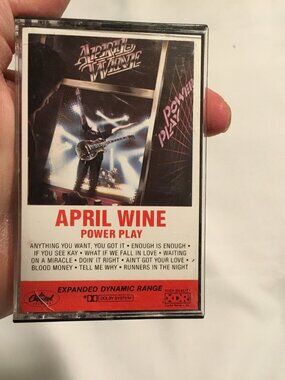 APRIL
WINE
POWER
PLAY
APRIL WINE
POWER PLAY
ANYTHING YOU WANT, YOU GOT IT • ENOUGH IS ENOUGH •
IF YOU SEE KAY • WHAT IF WE FALL IN LOVE • WAITING
ON A MIRACLE • DOIN' IT RIGHT • AIN'T GOT YOUR LOVE •
BLOOD MONEY • TELL ME WHY • RUNNERS IN THE NIGHT
EXPANDED DYNAMIC RANGE
Capitol
DOLBY SYSTEM
XDR